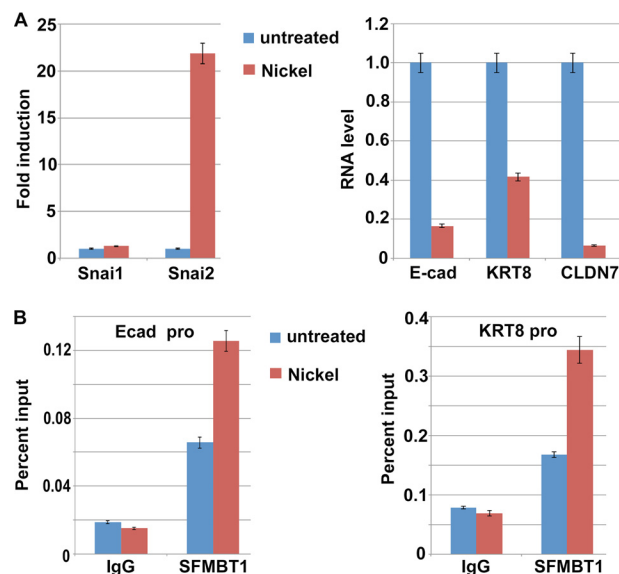 A
untreated
Nickel
Fold induction
25
20
15
10
5
0
Snai1 Snai2
RNA level
1.2
1.0
0.8
0.6
0.4
0.2
0
E-cad KRT8 CLDN7
B
Ecad pro
untreated
Nickel
Percent input
0.12
0.08
0.04
0
IgG SFMBT1
KRT8 pro
Percent input
0.4
0.3
0.2
0.1
0
IgG SFMBT1